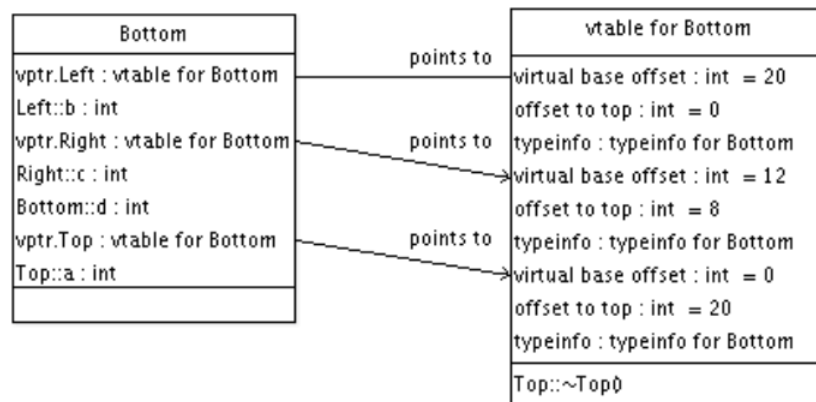 Bottom
vptr.Left : vtable for Bottom
Left::b : int
vptr.Right : vtable for Bottom
Right::c : int
Bottom::d : int
vptr.Top : vtable for Bottom
Top::a : int
points to
points to
points to
vtable for Bottom
virtual base offset : int = 20
offset to top : int = 0
typeinfo : typeinfo for Bottom
virtual base offset : int = 12
offset to top : int = 8
typeinfo : typeinfo for Bottom
virtual base offset : int = 0
offset to top : int = 20
typeinfo : typeinfo for Bottom
Top::~Top()